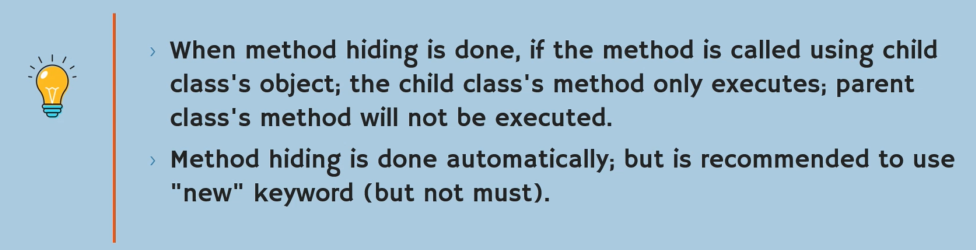 › When method hiding is done, if the method is called using child
class's object; the child class's method only executes; parent
class's method will not be executed.
› Method hiding is done automatically; but is recommended to use
"new" keyword (but not must).